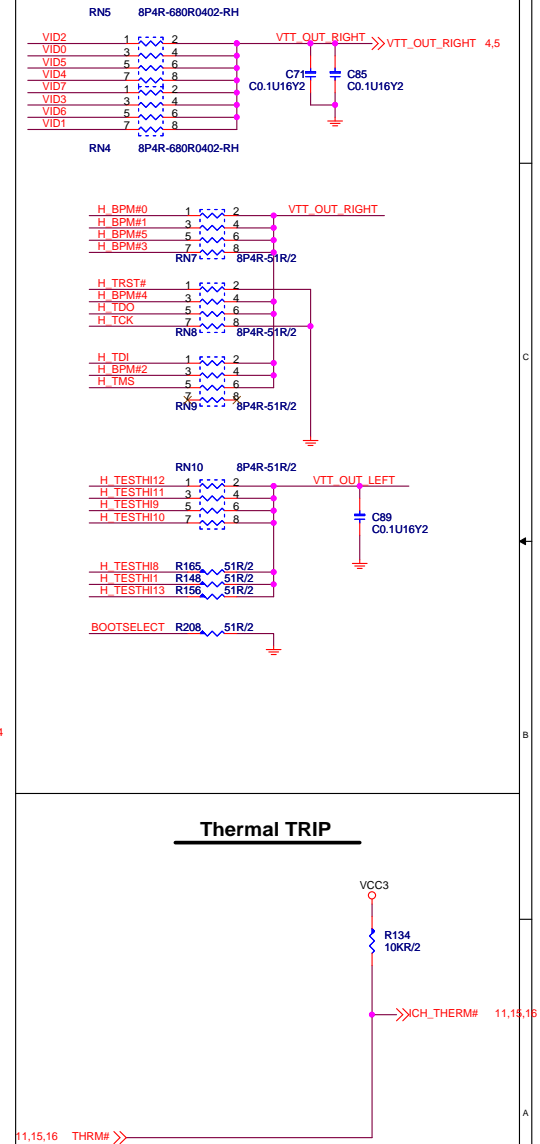 RN5 8P4R-680R0402-RH
VID2 1 2 VTT_OUT_RIGHT VTT_OUT_RIGHT 4,5
VID0 3 4
VID5 5 6
VID4 7 8
VID7 1 2
VID3 3 4
VID6 5 6
VID1 7 8
C71 C0.1U16Y2
C85 C0.1U16Y2
RN4 8P4R-680R0402-RH
H_BPM#0 1 2 VTT_OUT_RIGHT
H_BPM#1 3 4
H_BPM#5 5 6
H_BPM#3 7 8
RN7 8P4R-51R/2
H_TRST# 1 2
H_BPM#4 3 4
H_TDO 5 6
H_TCK 7 8
RN8 8P4R-51R/2
H_TDI 1 2
H_BPM#2 3 4
H_TMS 5 6
7 8
RN9 8P4R-51R/2
RN10 8P4R-51R/2
H_TESTHI12 1 2 VTT_OUT_LEFT
H_TESTHI11 3 4
H_TESTHI9 5 6
H_TESTHI10 7 8
C89
C0.1U16Y2
H_TESTHI8 R165 51R/2
H_TESTHI1 R148 51R/2
H_TESTHI13 R156 51R/2
BOOTSELECT R208 51R/2
C
B
A
4
Thermal TRIP
VCC3
R134
10KR/2
ICH_THERM# 11,15,16
11,15,16 THRM#